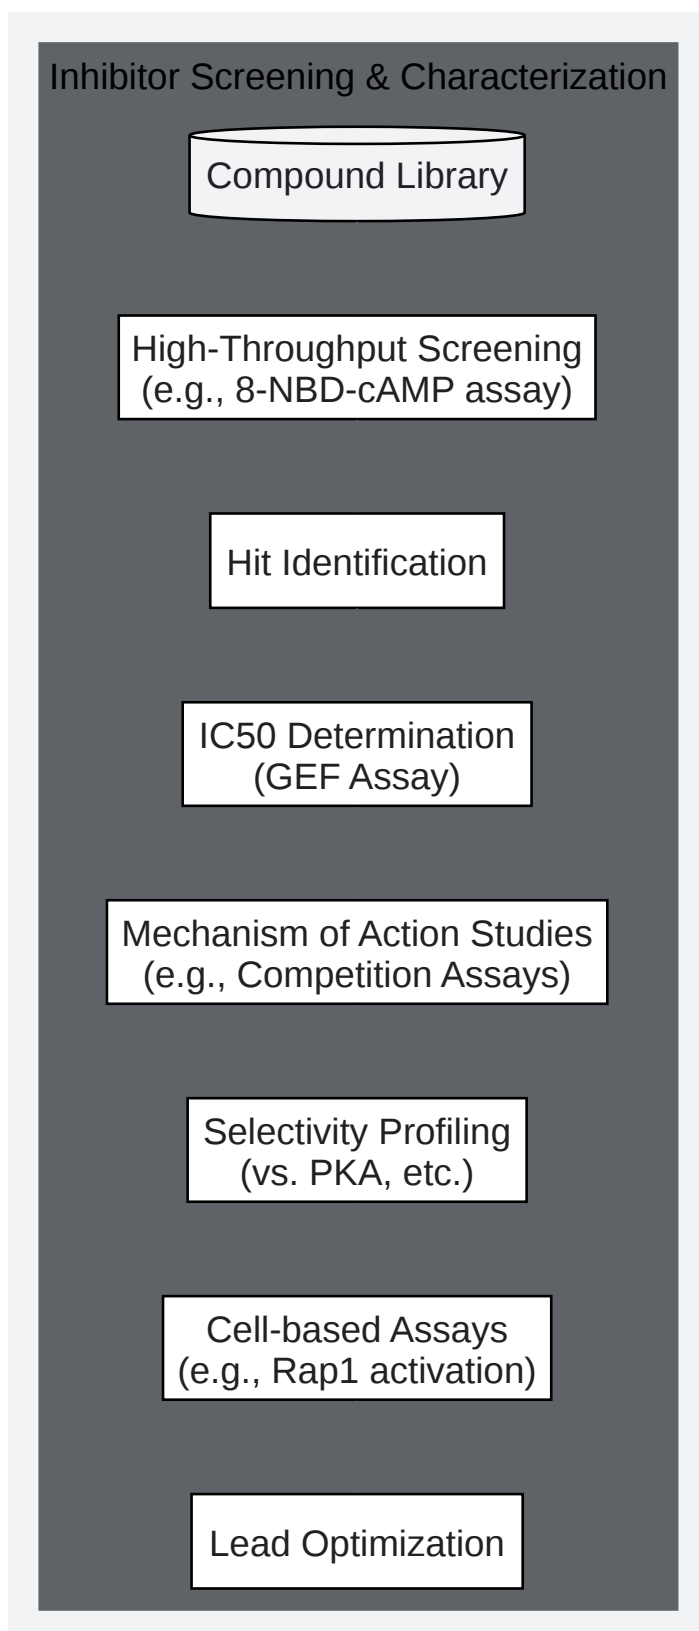 Inhibitor Screening & Characterization
Compound Library
High-Throughput Screening
(e.g., 8-NBD-cAMP assay)
Hit Identification
IC50 Determination
(GEF Assay)
Mechanism of Action Studies
(e.g., Competition Assays)
Selectivity Profiling
(vs. PKA, etc.)
Cell-based Assays
(e.g., Rap1 activation)
Lead Optimization